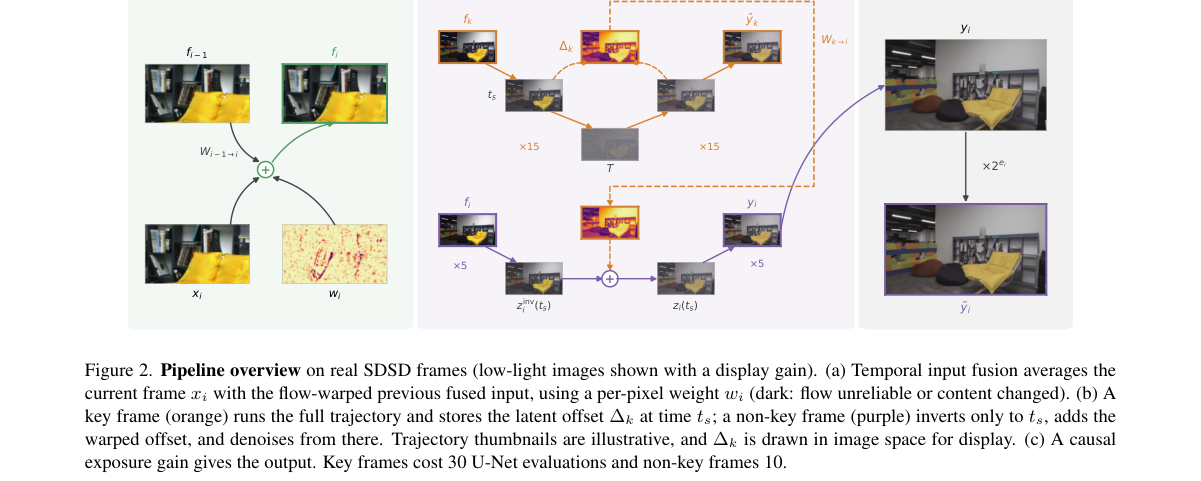 f_{i−1}
f_i
W_{i−1→i}
+
x_i
w_i
f_k
Δ_k
ŷ_k
W_{k→i}
t_s
×15
×15
T
f_i
y_i
×5
×5
+
z_i^{inv}(t_s)
z_i(t_s)
y_i
×2^{e_i}
ỹ_i
Figure 2. Pipeline overview on real SDSD frames (low-light images shown with a display gain). (a) Temporal input fusion averages the
current frame x_i with the flow-warped previous fused input, using a per-pixel weight w_i (dark: flow unreliable or content changed). (b) A
key frame (orange) runs the full trajectory and stores the latent offset Δ_k at time t_s; a non-key frame (purple) inverts only to t_s, adds the
warped offset, and denoises from there. Trajectory thumbnails are illustrative, and Δ_k is drawn in image space for display. (c) A causal
exposure gain gives the output. Key frames cost 30 U-Net evaluations and non-key frames 10.